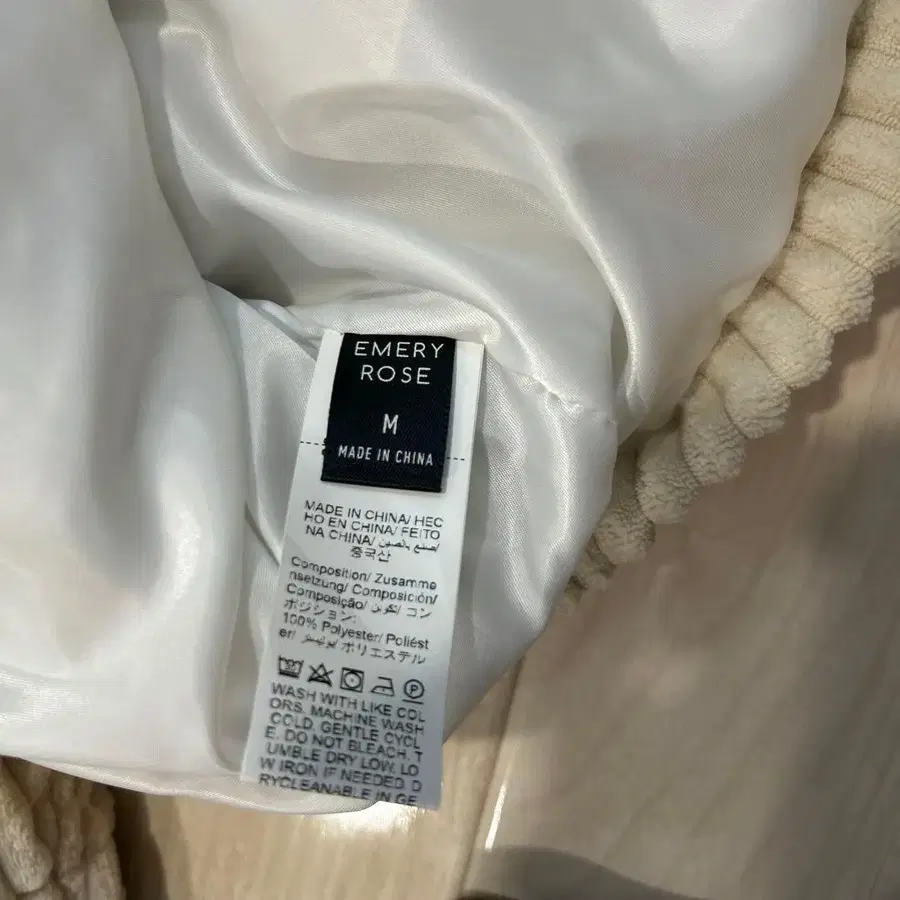 EMERY
ROSE
M
MADE IN CHINA
MADE IN CHINA/ HEC
HO EN CHINA/ FEITO
NA CHINA/ صنع بالصين/
중국산
Composition/ Zusamme
nsetzung/ Composición/
Composição/ تكوين/ コン
ポジション:
100% Polyester/ Poliést
er/ بوليستر/ ポリエステル
P
WASH WITH LIKE COL
ORS. MACHINE WASH
COLD, GENTLE CYCL
E. DO NOT BLEACH. T
UMBLE DRY LOW. LO
W IRON IF NEEDED D
RYCLEANABLE IN GE